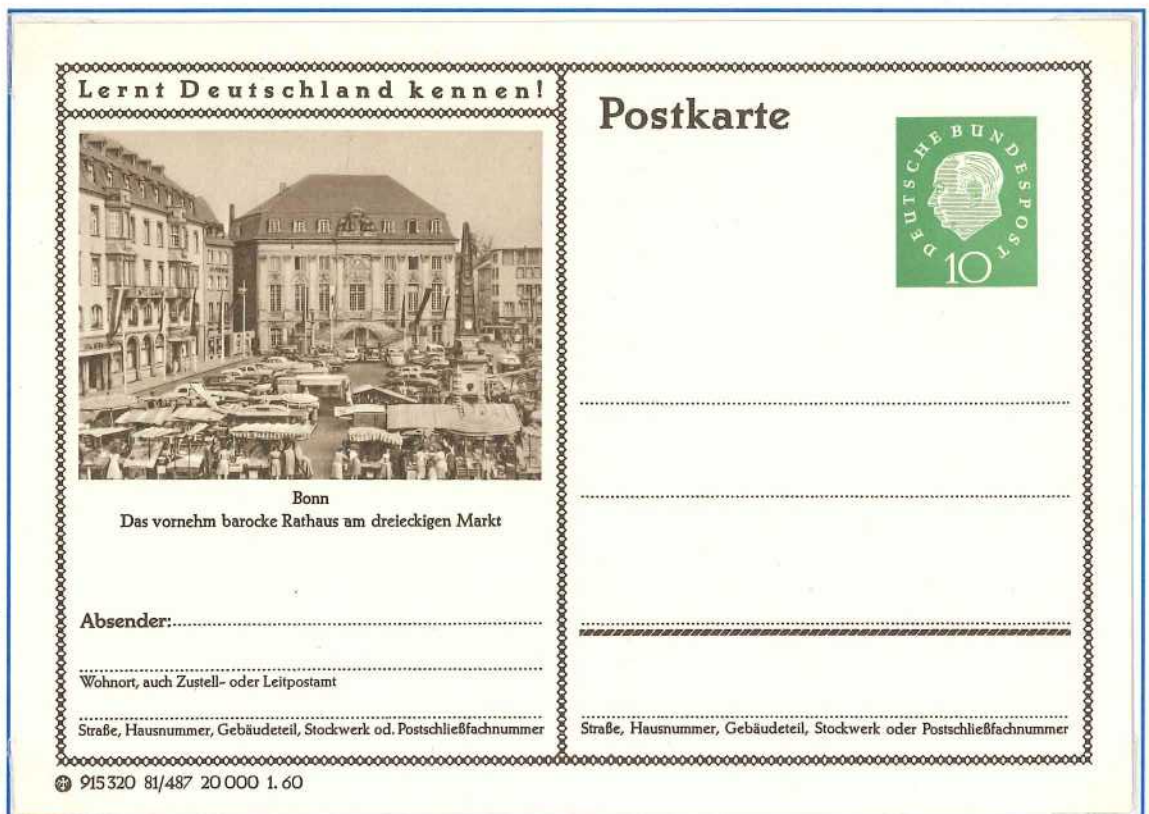 Lernt Deutschland kennen!
Bonn
Das vornehm barocke Rathaus am dreieckigen Markt
Absender:
Wohnort, auch Zustell- oder Leitpostamt
Straße, Hausnummer, Gebäudeteil, Stockwerk od. Postschließfachnummer
Postkarte
DEUTSCHE BUNDESPOST
10
Straße, Hausnummer, Gebäudeteil, Stockwerk oder Postschließfachnummer
915 320 81/487 20 000 1. 60